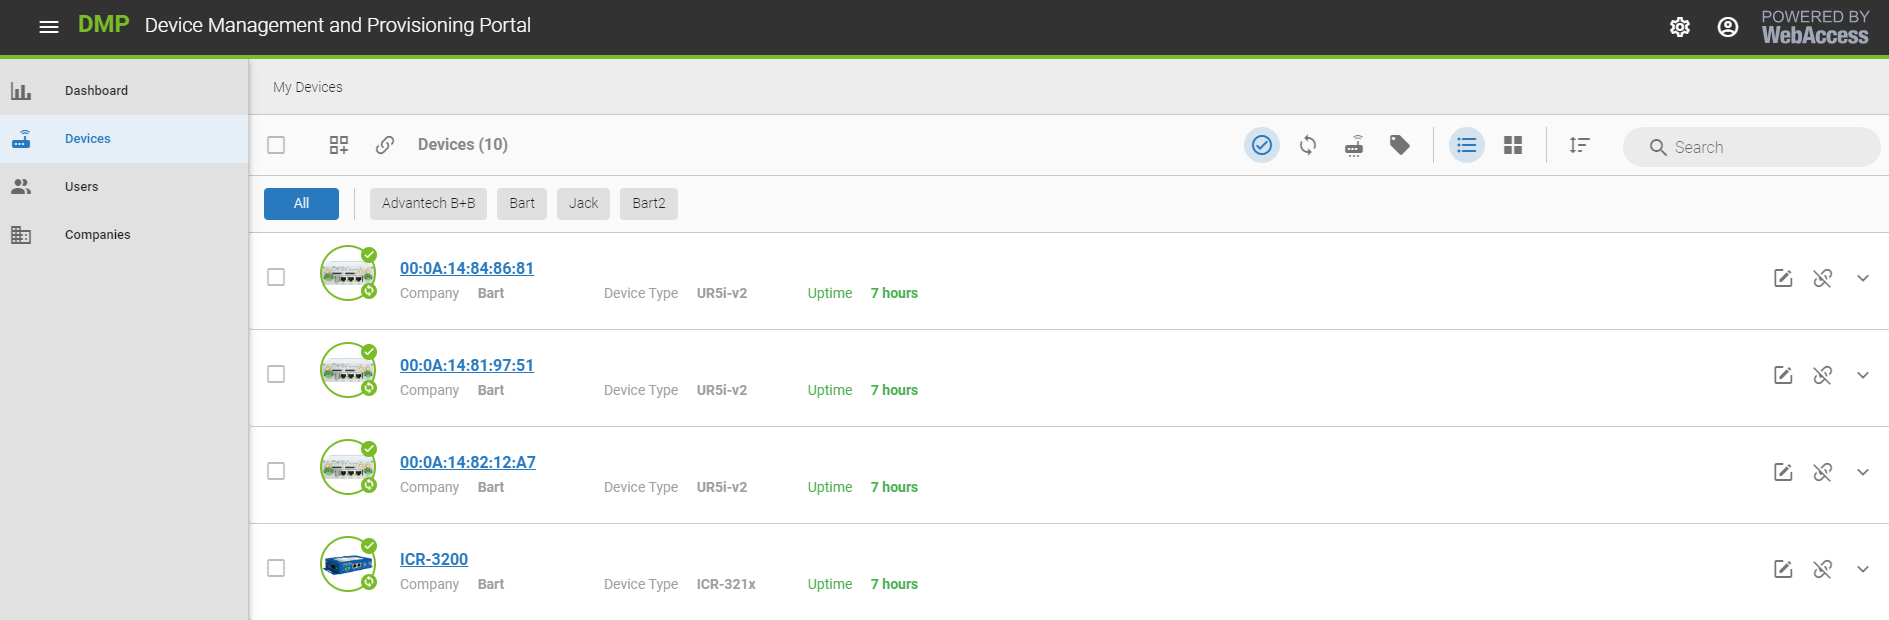 DMP Device Management and Provisioning Portal
POWERED BY
WebAccess
Dashboard
Devices
Users
Companies
My Devices
Devices (10)
Search
All Advantech B+B Bart Jack Bart2
00:0A:14:84:86:81
Company Bart Device Type UR5i-v2 Uptime 7 hours
00:0A:14:81:97:51
Company Bart Device Type UR5i-v2 Uptime 7 hours
00:0A:14:82:12:A7
Company Bart Device Type UR5i-v2 Uptime 7 hours
ICR-3200
Company Bart Device Type ICR-321x Uptime 7 hours